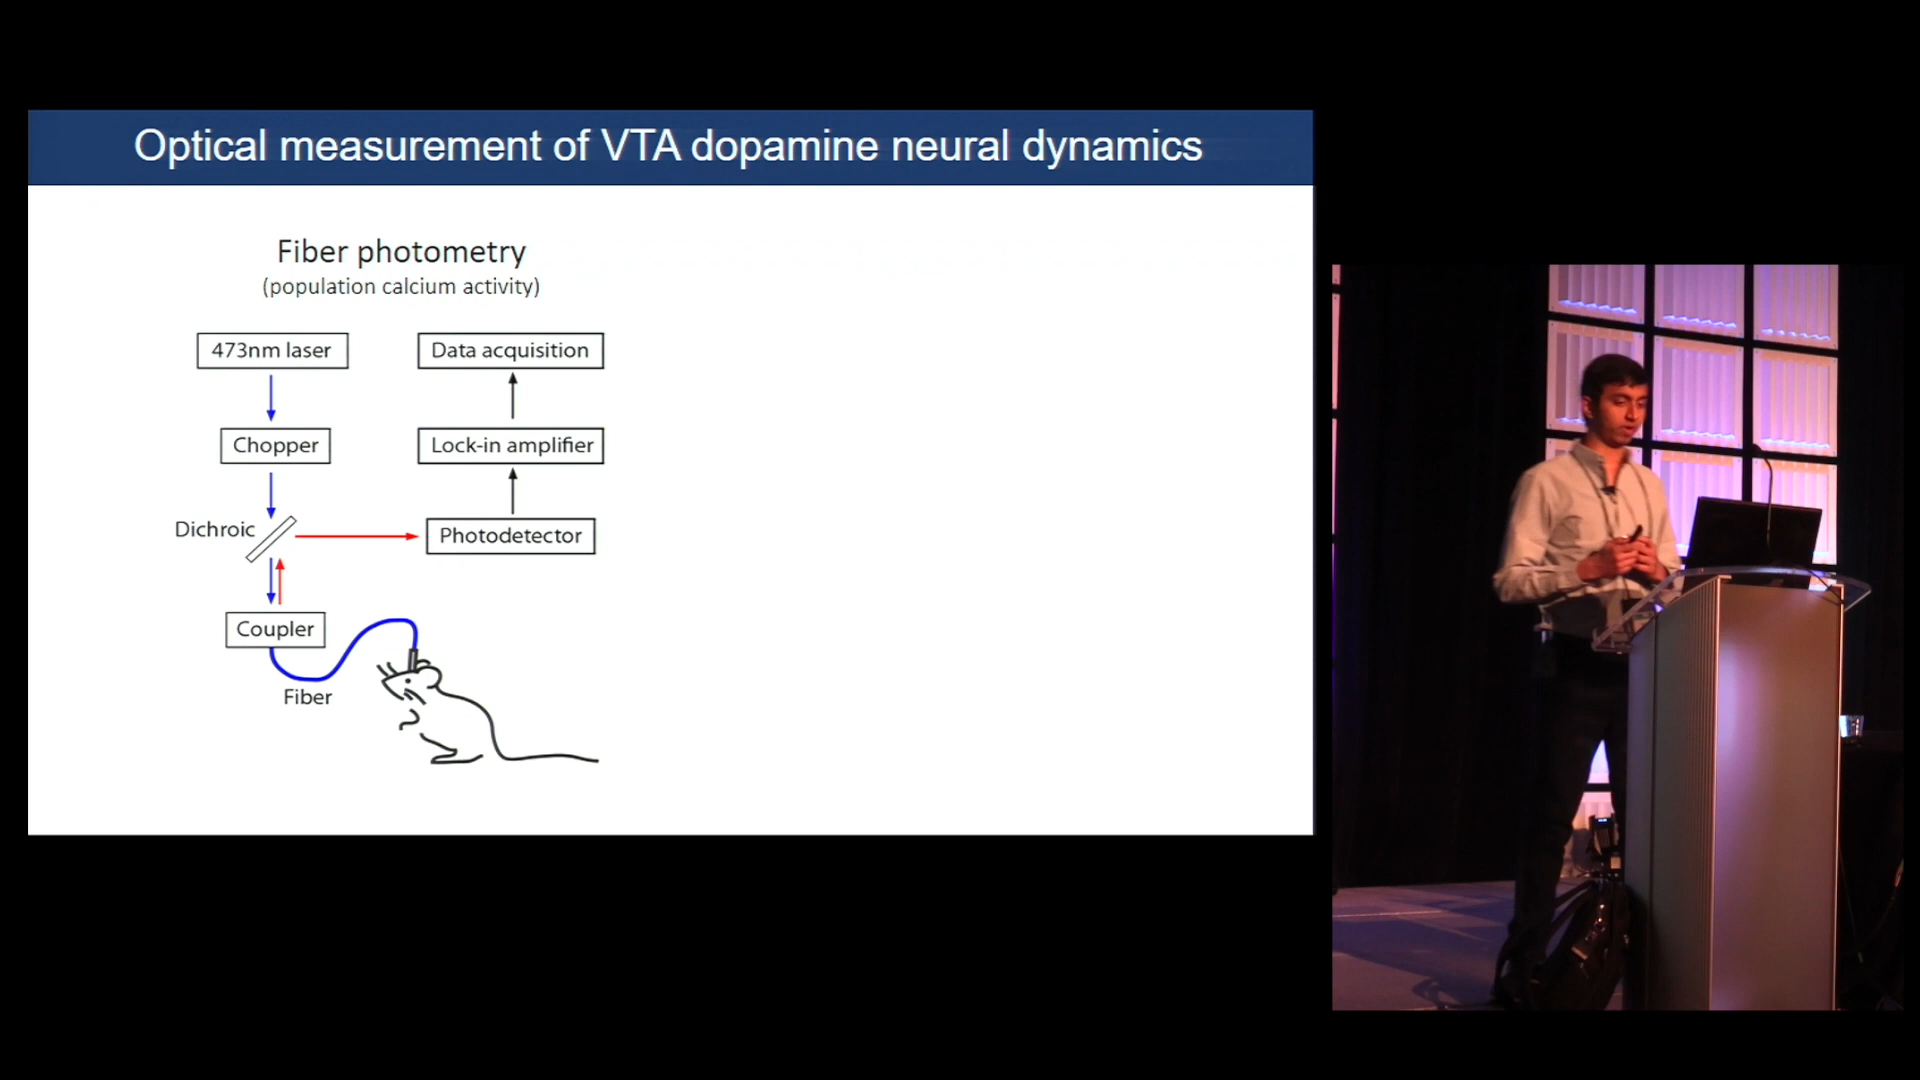 Optical measurement of VTA dopamine neural dynamics
Fiber photometry
(population calcium activity)
473nm laser
Data acquisition
Chopper
Lock-in amplifier
Dichroic
Photodetector
Coupler
Fiber